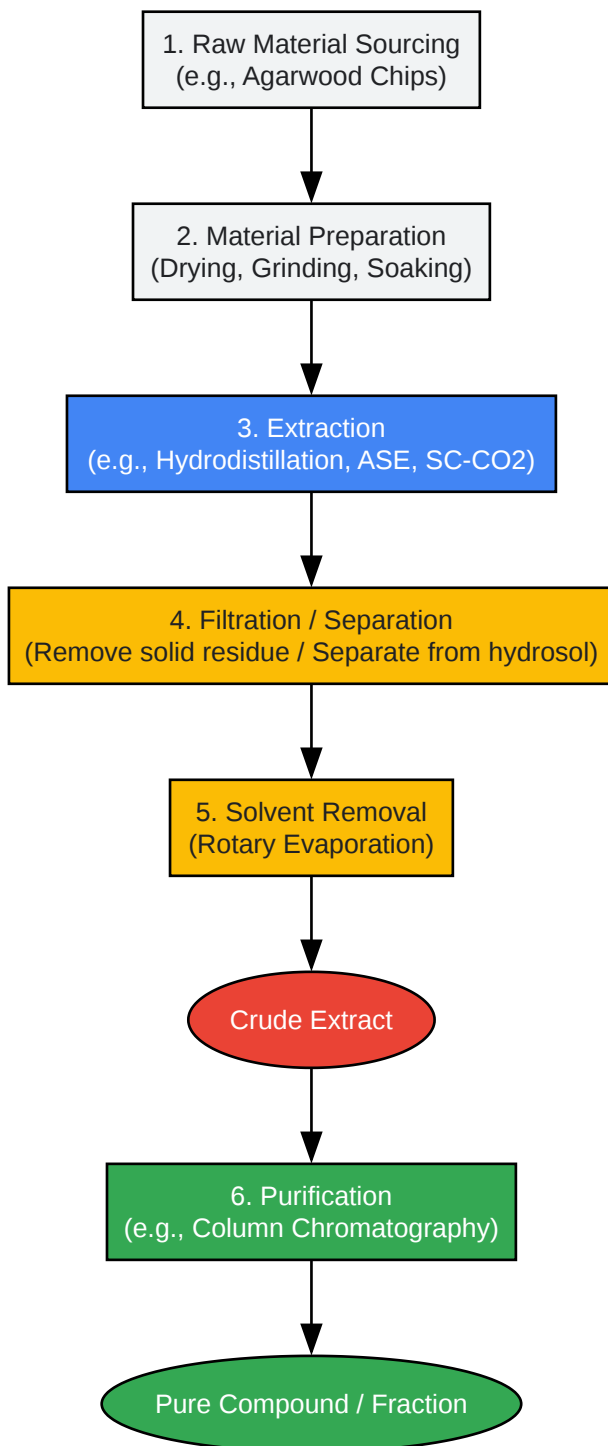 1. Raw Material Sourcing
(e.g., Agarwood Chips)
2. Material Preparation
(Drying, Grinding, Soaking)
3. Extraction
(e.g., Hydrodistillation, ASE, SC-CO2)
4. Filtration / Separation
(Remove solid residue / Separate from hydrosol)
5. Solvent Removal
(Rotary Evaporation)
Crude Extract
6. Purification
(e.g., Column Chromatography)
Pure Compound / Fraction